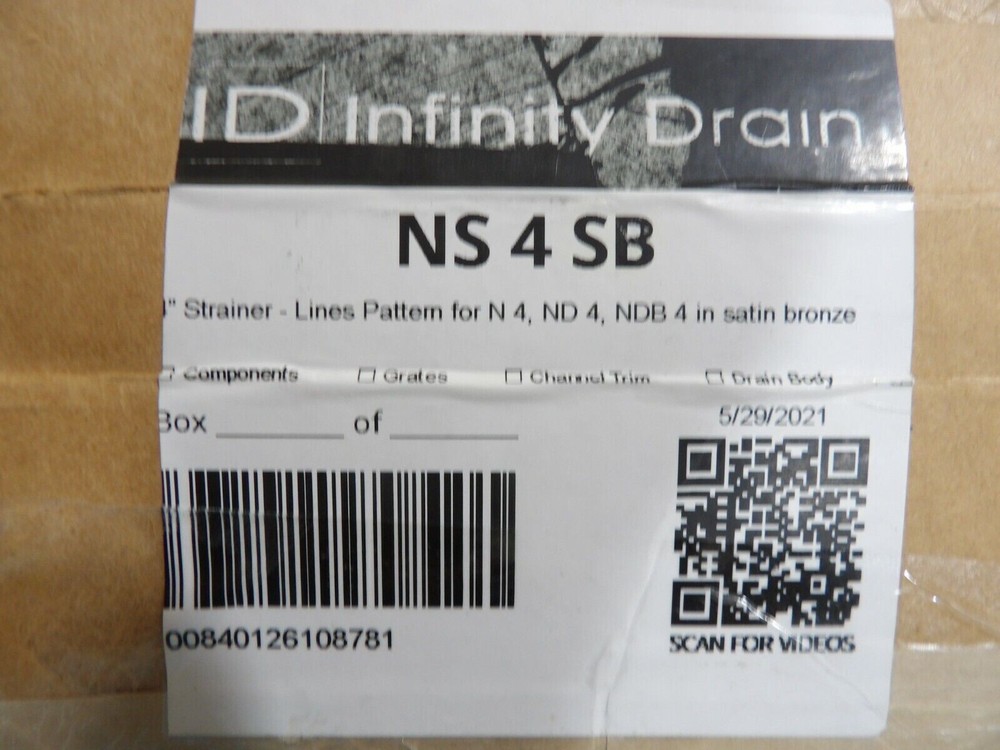 ID Infinity Drain
NS 4 SB
" Strainer - Lines Pattern for N 4, ND 4, NDB 4 in satin bronze
Components Grates Channel Trim Drain Body
Box ________ of ________
5/29/2021
00840126108781
SCAN FOR VIDEOS